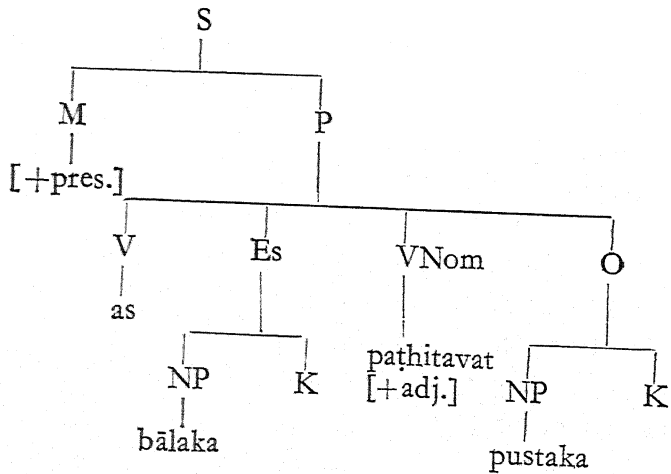 S
M P
[+pres.]
V Es VNom O
as
paṭhitavat
NP K [+adj.] NP K
bālaka
pustaka